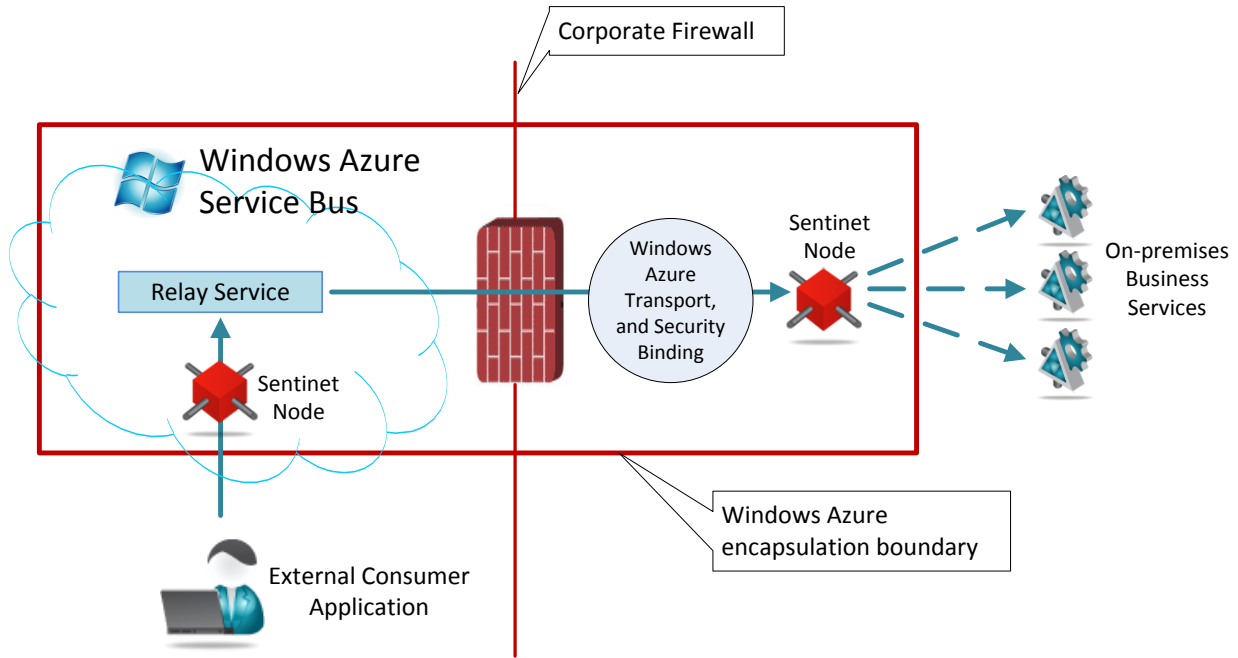 Corporate Firewall
Windows Azure
Service Bus
Relay Service
Sentinet
Node
Windows
Azure
Transport,
and Security
Binding
Sentinet
Node
On-premises
Business
Services
Windows Azure
encapsulation boundary
External Consumer
Application